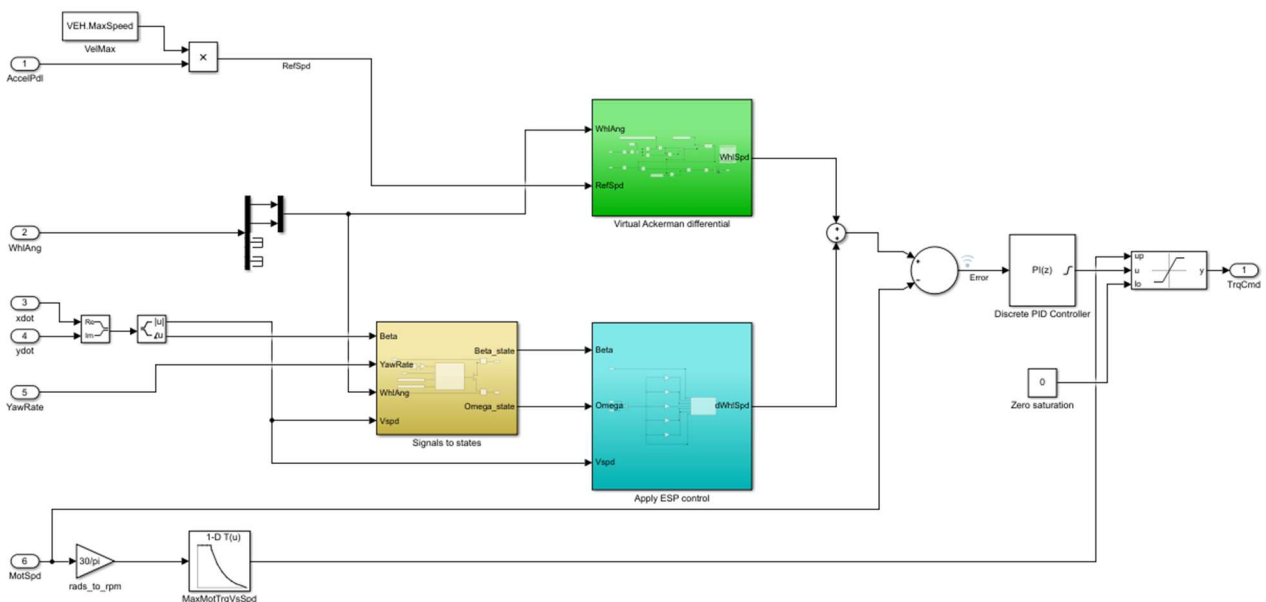 VEH.MaxSpeed
VelMax
1
AccelPdl
×
RefSpd
WhlAng
RefSpd
WhlSpd
Virtual Ackerman differential
2
WhlAng
3
xdot
4
ydot
Re
Im
|u|
∠u
5
YawRate
Beta
YawRate
WhlAng
Vspd
Beta_state
Omega_state
Signals to states
Beta
Omega
Vspd
dWhlSpd
Apply ESP control
+
+
+
−
Error
PI(z)
Discrete PID Controller
up
u
lo
y
1
TrqCmd
0
Zero saturation
6
MotSpd
30/pi
rads_to_rpm
1-D T(u)
MaxMotTrqVsSpd